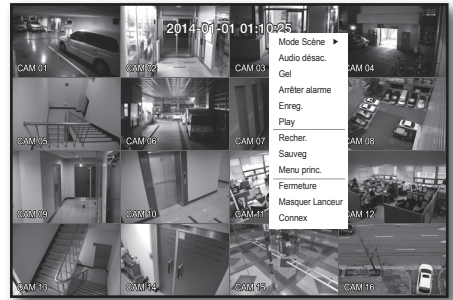 2014-01-01 01:10:25
CAM 01
CAM 02
CAM 03
CAM 04
Mode Scène ►
Audio désac.
Gel
Arrêter alarme
Enreg.
Play
Recher.
Sauveg
Menu princ.
Fermeture
Masquer Lanceur
Connex
CAM 05
CAM 06
CAM 07
CAM 08
CAM 09
CAM 10
CAM 11
CAM 12
CAM 13
CAM 14
CAM 15
CAM 16